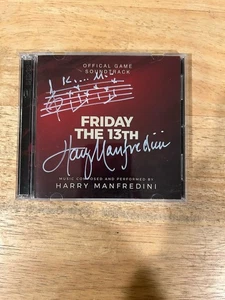 OFFICAL GAME
SOUNDTRACK
K... M...
FRIDAY
THE 13TH
Harry Manfredini
MUSIC COMPOSED AND PERFORMED BY
HARRY MANFREDINI